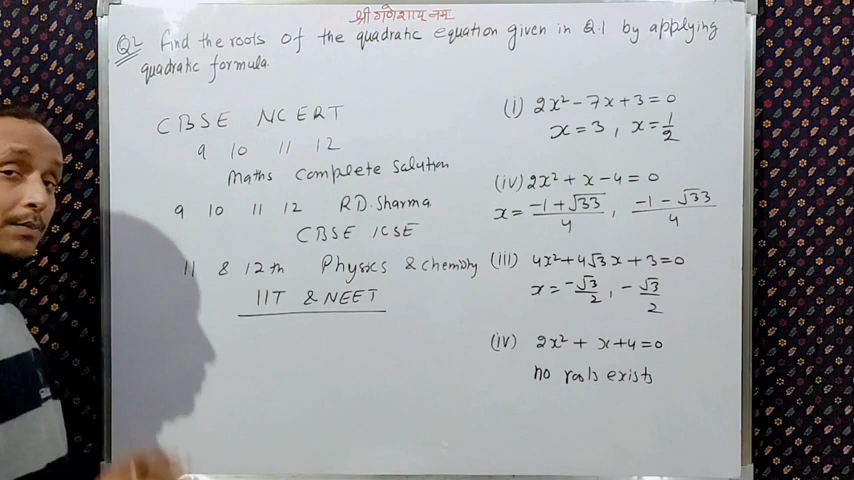 श्री गणेशाय नमः
Q2 find the roots of the quadratic equation given in Q.1 by applying
quadratic formula.
CBSE NCERT
9 10 11 12
Maths Complete Solution
9 10 11 12 RD.Sharma
CBSE ICSE
11 & 12th Physics & Chemistry
IIT & NEET
(i) 2x² - 7x + 3 = 0
x = 3 , x = 1/2
(iv) 2x² + x - 4 = 0
x = (-1 + √33)/4 , (-1 - √33)/4
(iii) 4x² + 4√3x + 3 = 0
x = -√3/2 , -√3/2
(iv) 2x² + x + 4 = 0
no roots exists